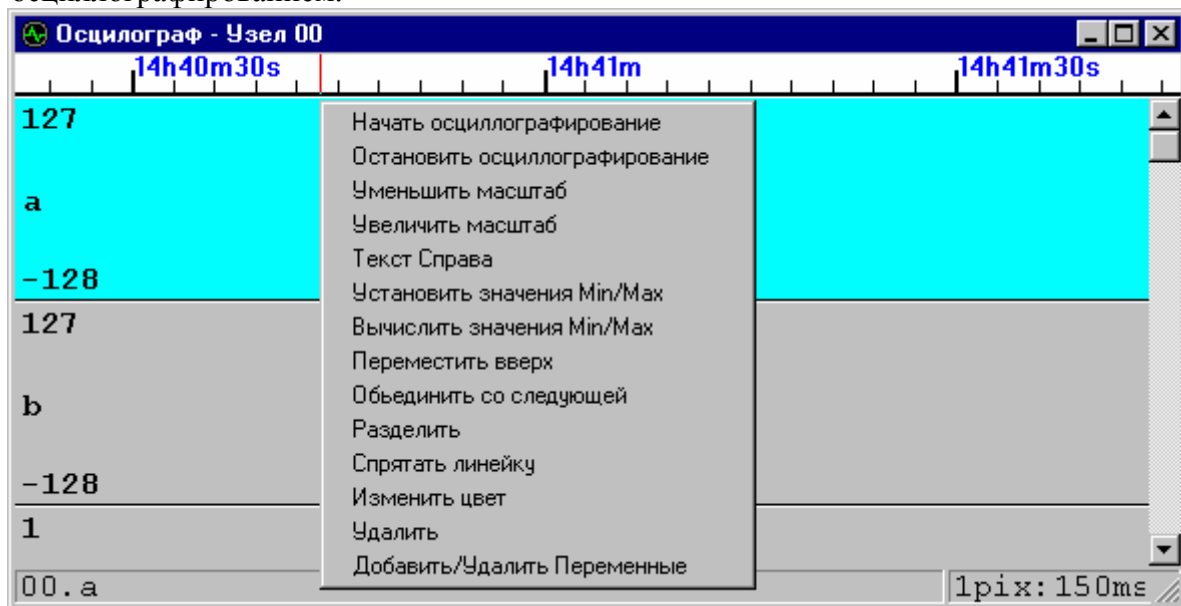 осциллографированием.
Осцилограф - Узел 00
14h40m30s 14h41m 14h41m30s
127
a
-128
127
b
-128
1
Начать осциллографирование
Остановить осциллографирование
Уменьшить масштаб
Увеличить масштаб
Текст Справа
Установить значения Min/Max
Вычислить значения Min/Max
Переместить вверх
Обьединить со следующей
Разделить
Спрятать линейку
Изменить цвет
Удалить
Добавить/Удалить Переменные
00.a 1pix:150ms